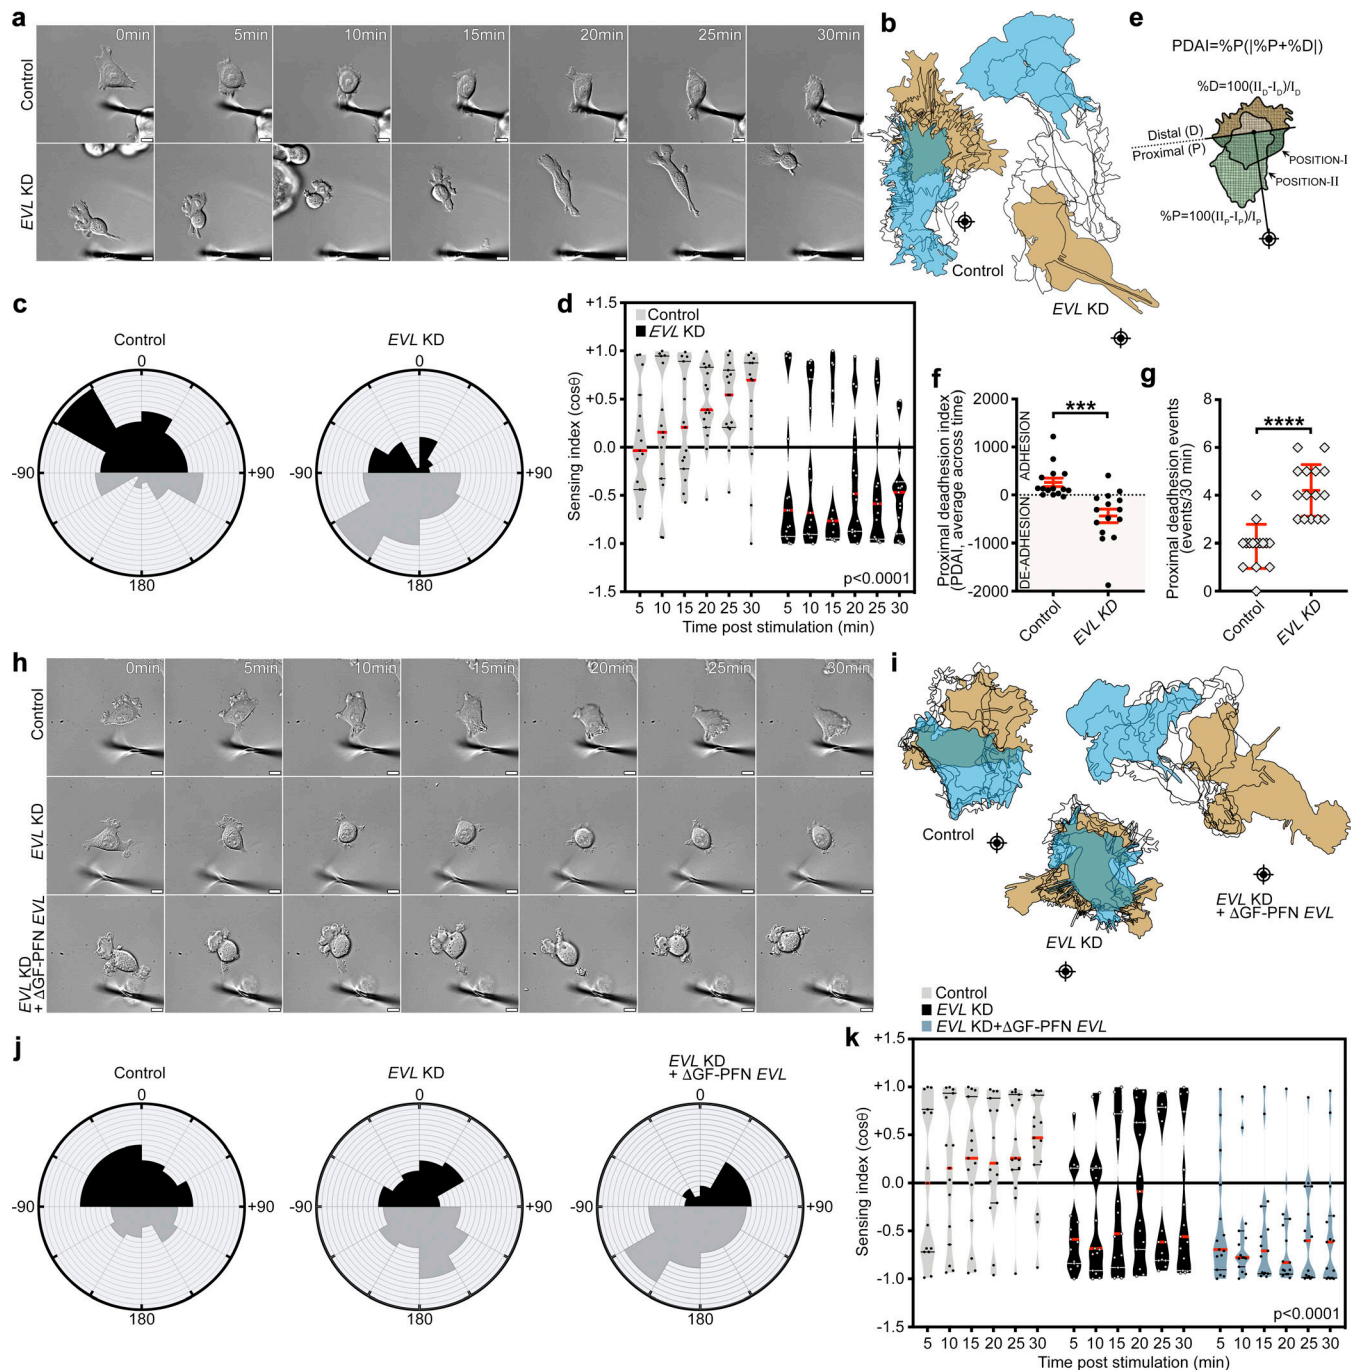 a
0min 5min 10min 15min 20min 25min 30min
Control
EVL KD
b
Control
EVL KD
e
PDAI=%P(|%P+%D|)
%D=100(II_D-I_D)/I_D
Distal (D)
Proximal (P)
POSITION-I
POSITION-II
%P=100(II_P-I_P)/I_P
c
Control
0
-90 +90
180
EVL KD
0
-90 +90
180
d
Control
EVL KD
Sensing index (cosθ)
+1.5
+1.0
+0.5
0.0
-0.5
-1.0
-1.5
p<0.0001
5 10 15 20 25 30 5 10 15 20 25 30
Time post stimulation (min)
f
Proximal deadhesion index
(PDAI, average across time)
2000
1000
0
-1000
-2000
DE-ADHESION ADHESION
***
Control
EVL KD
g
Proximal deadhesion events
(events/30 min)
8
6
4
2
0
****
Control
EVL KD
h
0min 5min 10min 15min 20min 25min 30min
Control
EVL KD
EVL KD
+ ΔGF-PFN EVL
i
Control
EVL KD
EVL KD
+ ΔGF-PFN EVL
j
Control
0
-90 +90
180
EVL KD
0
-90 +90
180
EVL KD
+ ΔGF-PFN EVL
0
-90 +90
180
Control
EVL KD
EVL KD+ΔGF-PFN EVL
k
Sensing index (cosθ)
+1.5
+1.0
+0.5
0.0
-0.5
-1.0
-1.5
p<0.0001
5 10 15 20 25 30 5 10 15 20 25 30 5 10 15 20 25 30
Time post stimulation (min)